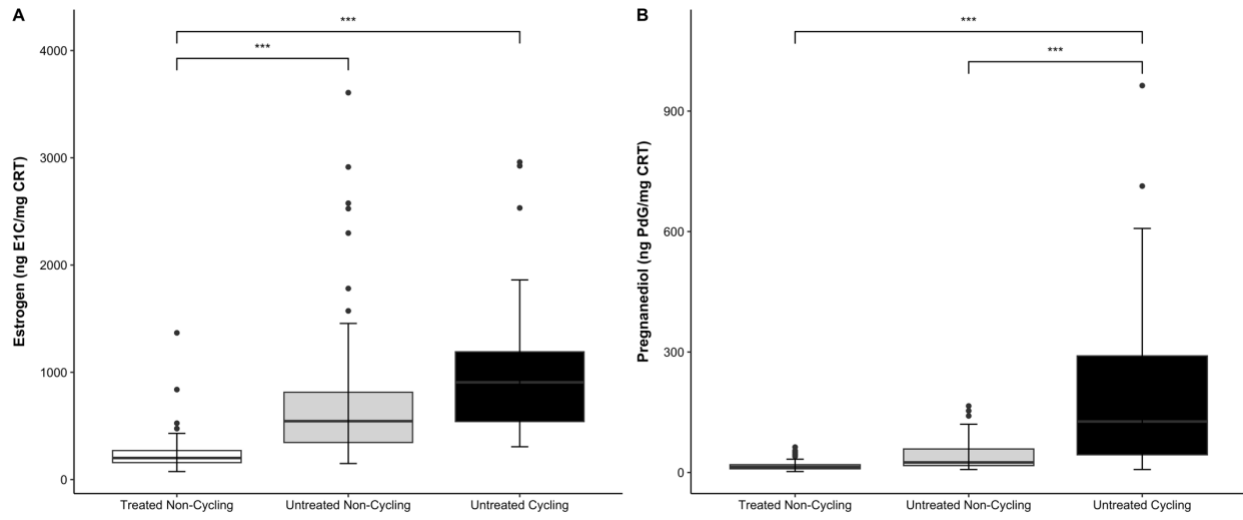 A
Estrogen (ng E1C/mg CRT)
4000
3000
2000
1000
0
***
***
Treated Non-Cycling
Untreated Non-Cycling
Untreated Cycling
B
Pregnanediol (ng PdG/mg CRT)
900
600
300
0
***
***
Treated Non-Cycling
Untreated Non-Cycling
Untreated Cycling